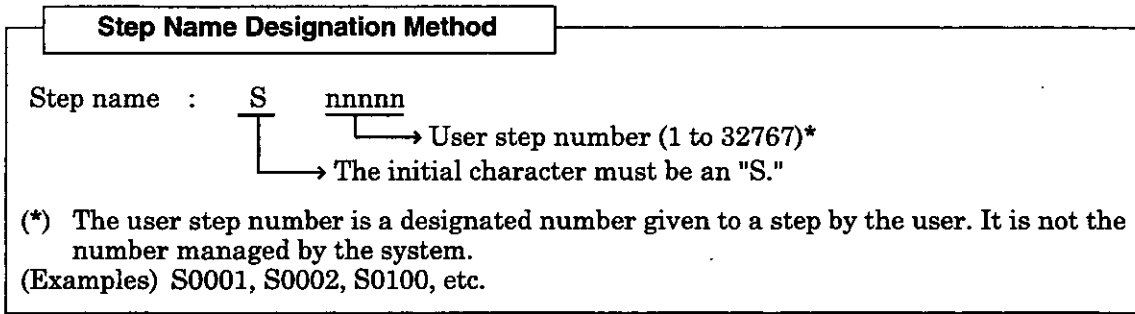 Step Name Designation Method
Step name : S nnnnn
User step number (1 to 32767)*
The initial character must be an "S."
(*) The user step number is a designated number given to a step by the user. It is not the
number managed by the system.
(Examples) S0001, S0002, S0100, etc.